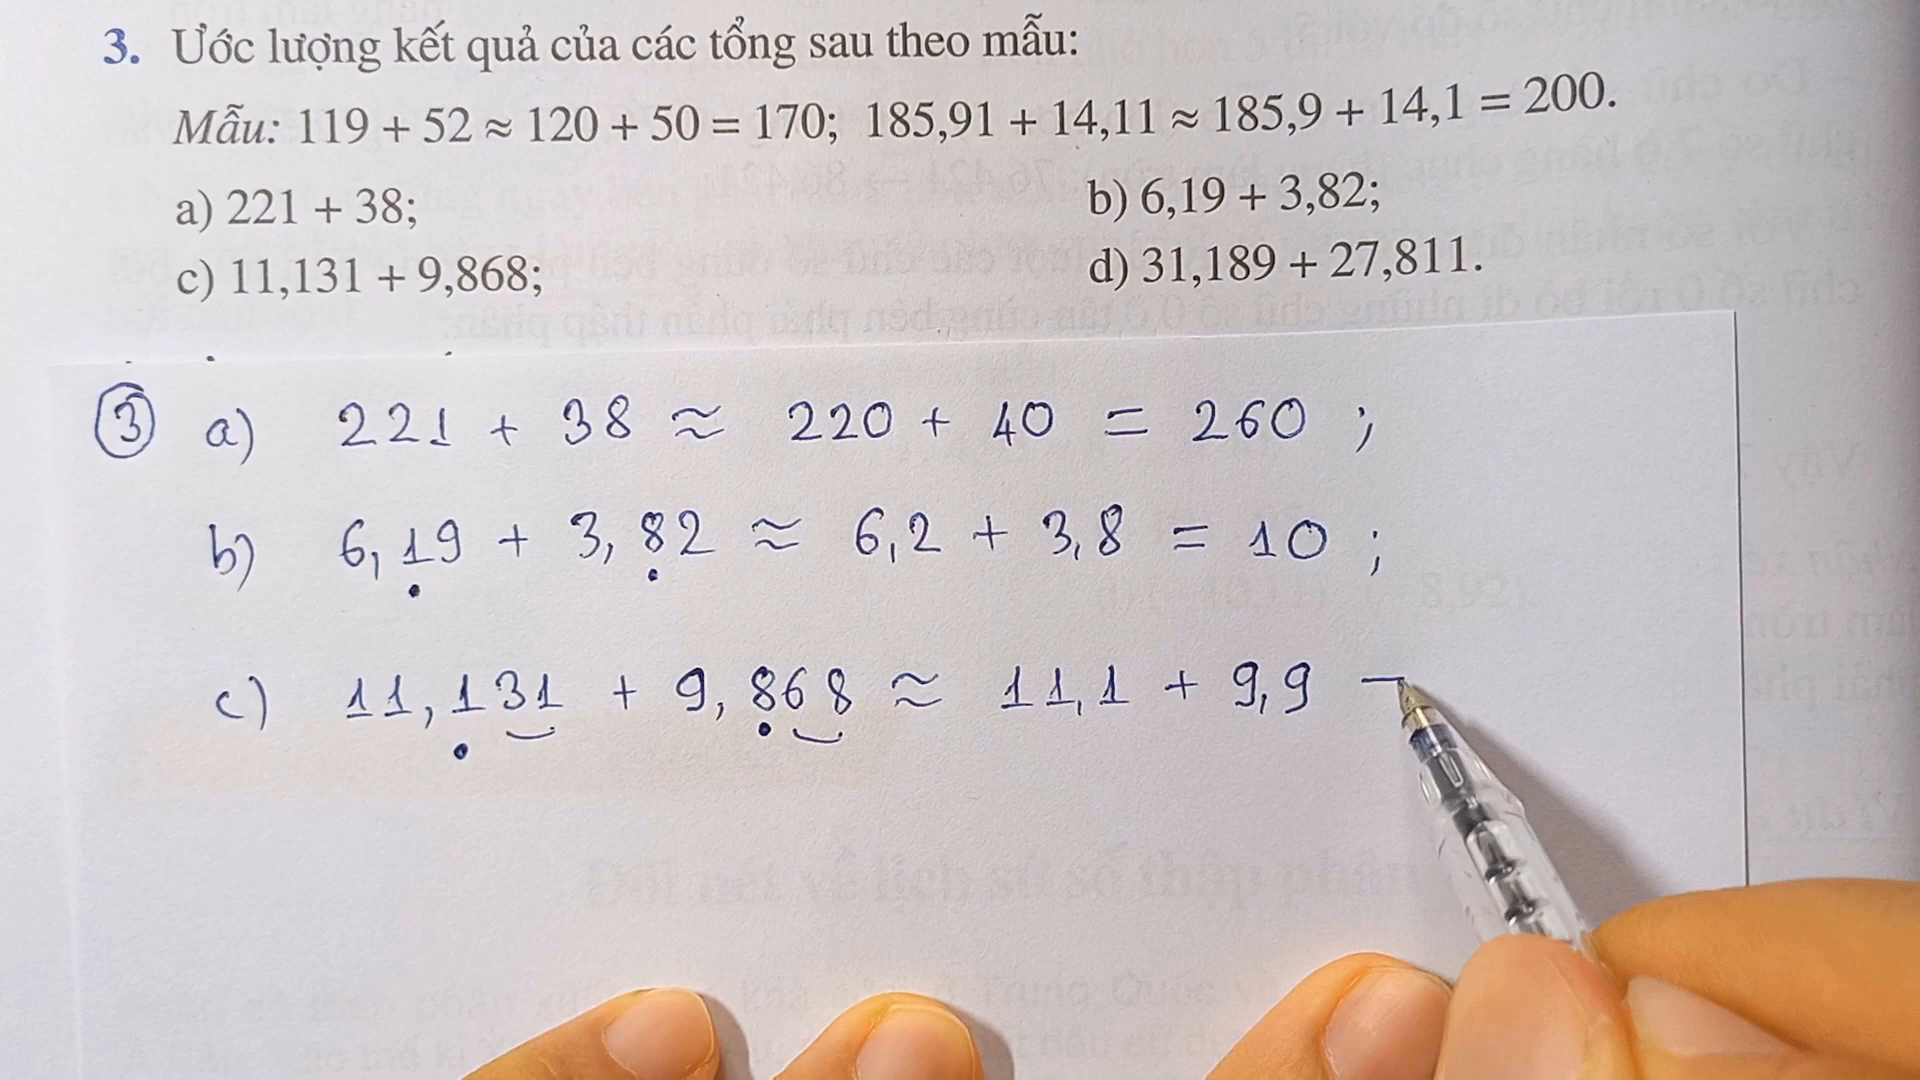 3. Ước lượng kết quả của các tổng sau theo mẫu:
Mẫu: 119 + 52 ≈ 120 + 50 = 170; 185,91 + 14,11 ≈ 185,9 + 14,1 = 200.
a) 221 + 38; b) 6,19 + 3,82;
c) 11,131 + 9,868; d) 31,189 + 27,811.
3 a) 221 + 38 ≈ 220 + 40 = 260 ;
b) 6,19 + 3,82 ≈ 6,2 + 3,8 = 10 ;
c) 11,131 + 9,868 ≈ 11,1 + 9,9